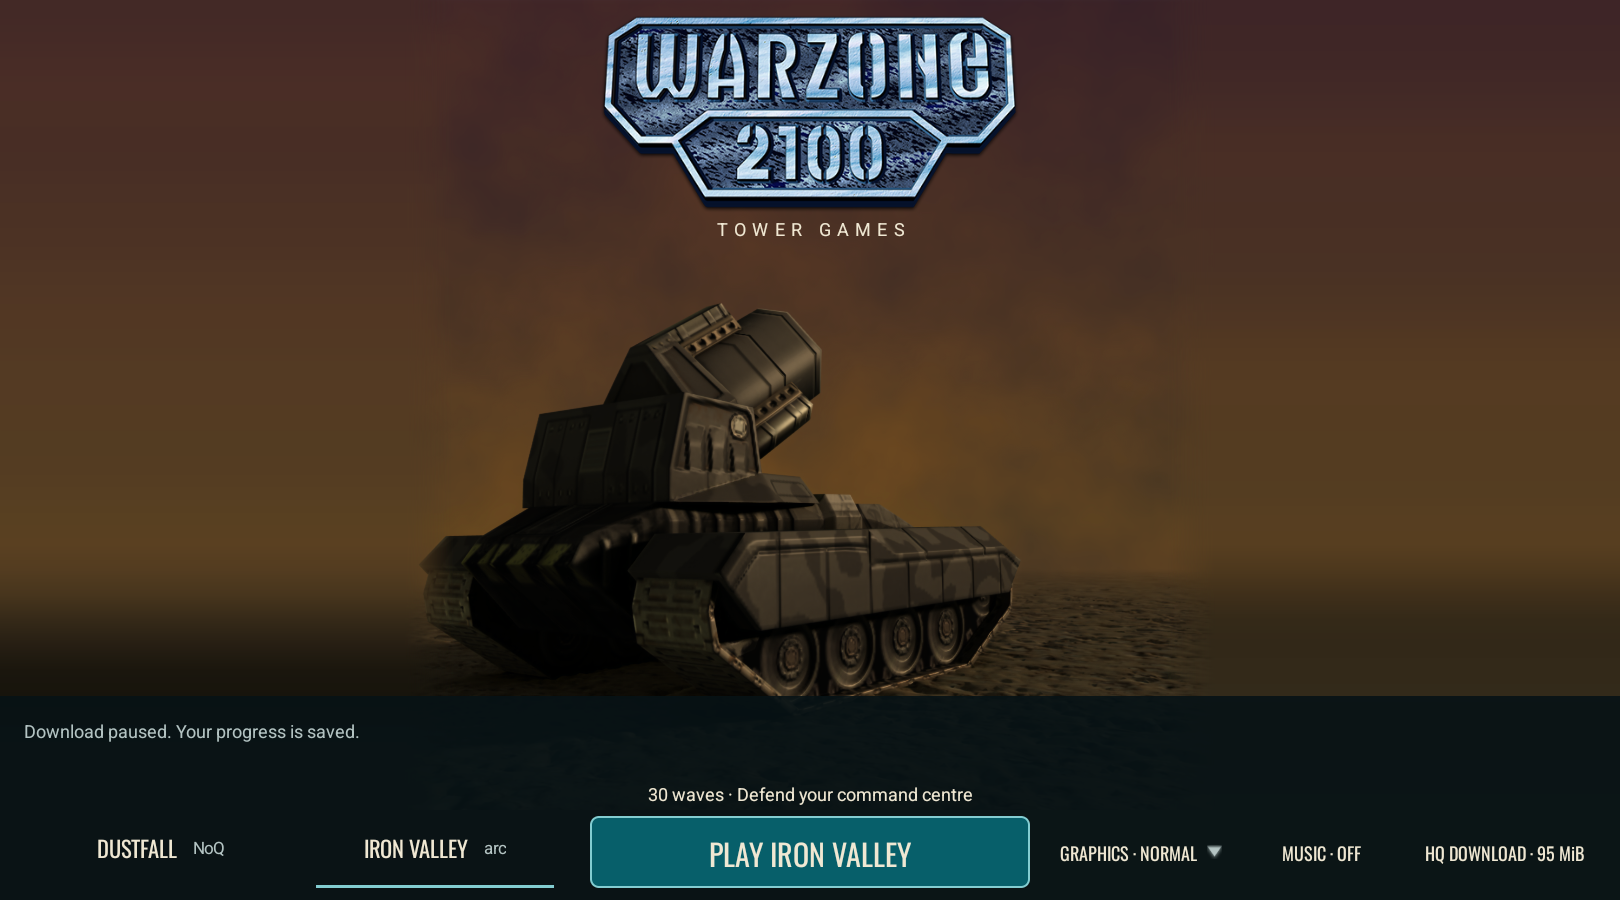 WARZONE
2100
TOWER GAMES
Download paused. Your progress is saved.
30 waves · Defend your command centre
DUSTFALL NoQ
IRON VALLEY arc
PLAY IRON VALLEY
GRAPHICS · NORMAL
MUSIC · OFF
HQ DOWNLOAD · 95 MiB